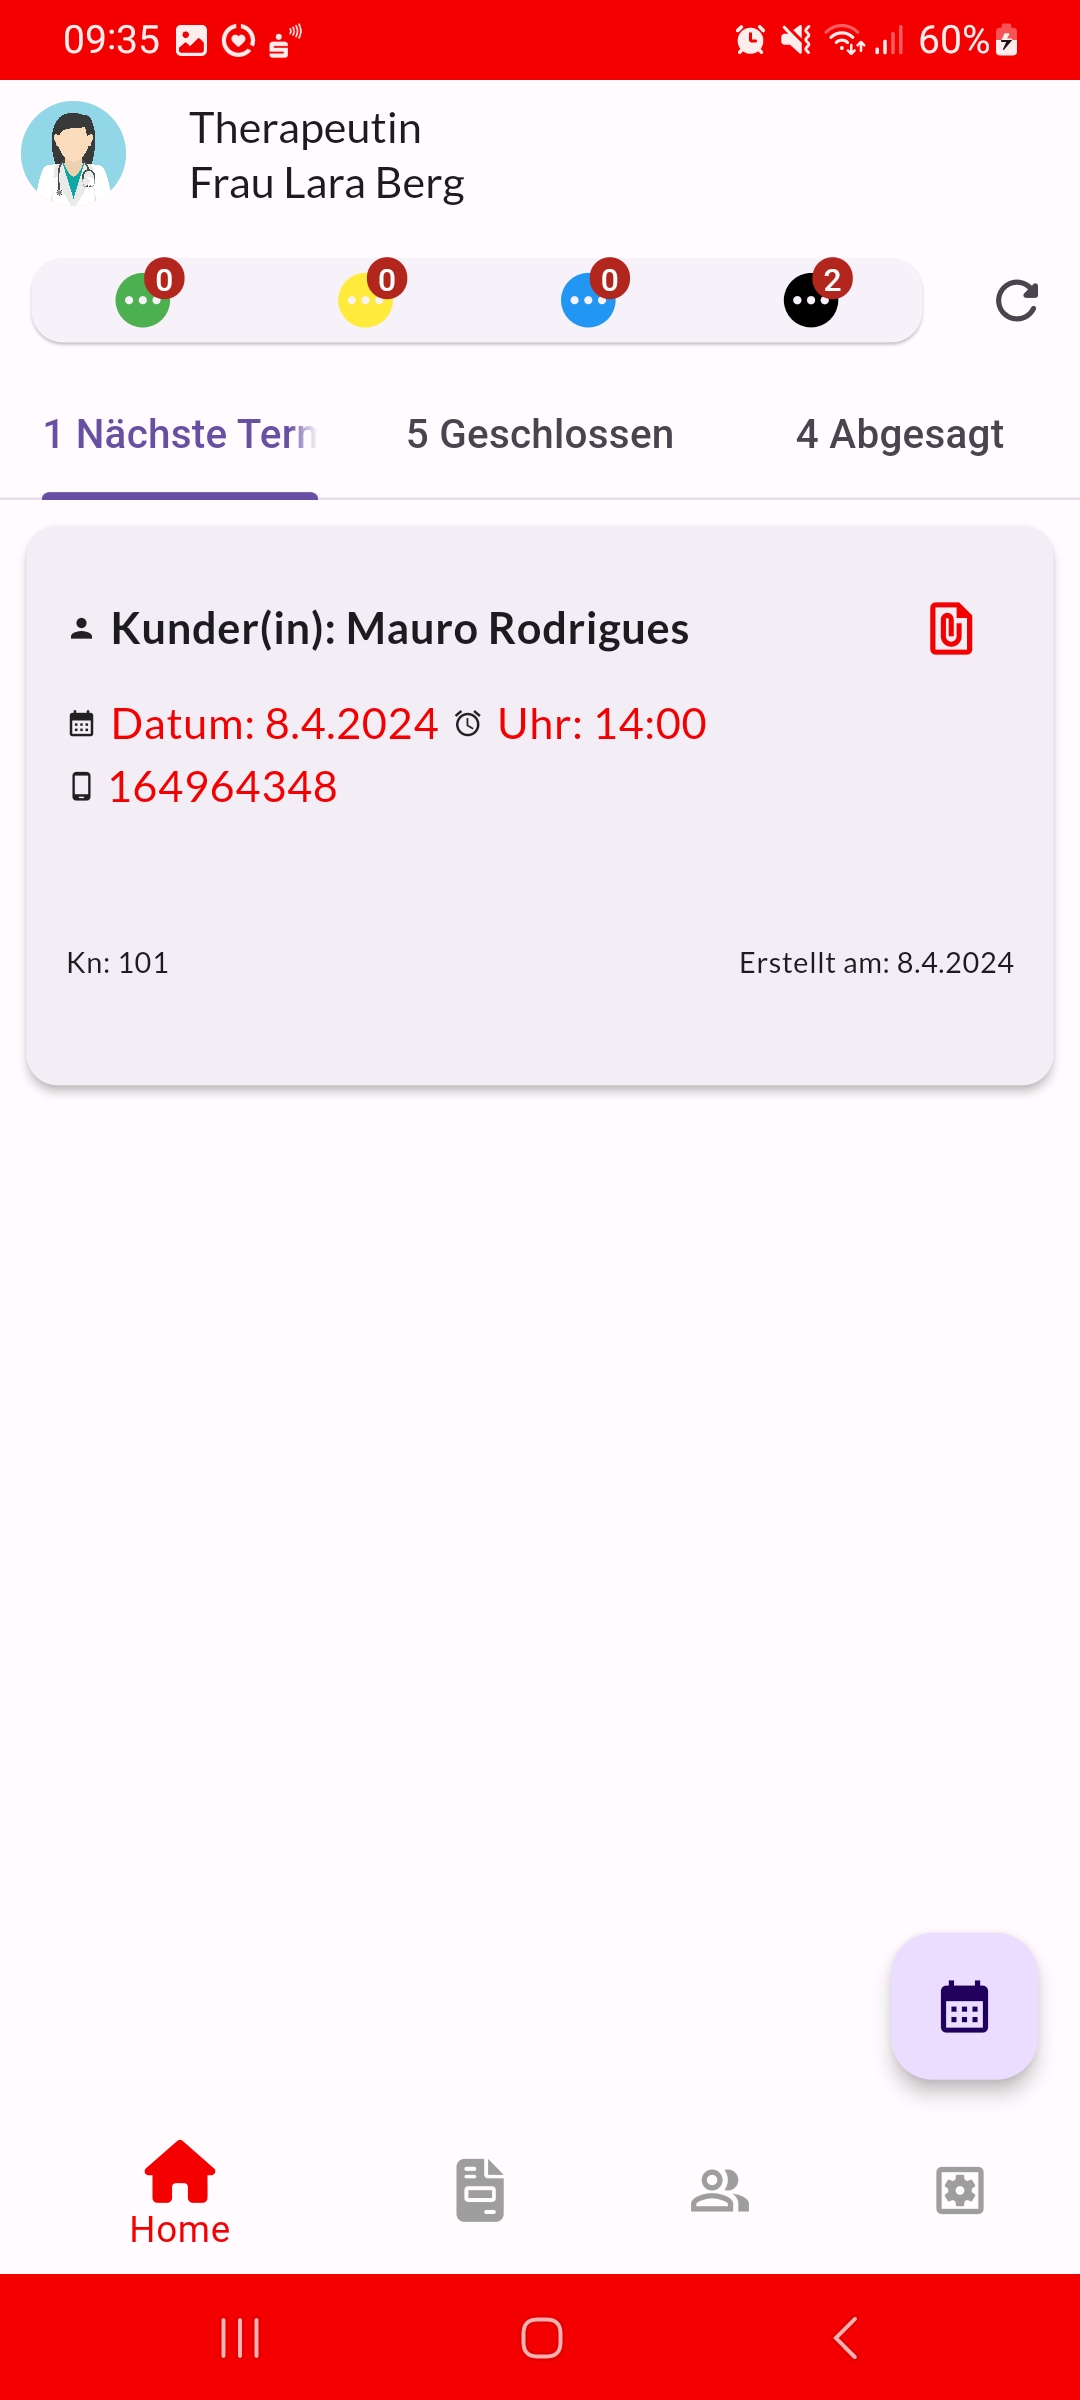 09:35
60%
Therapeutin
Frau Lara Berg
0 0 0 2
1 Nächste Tern 5 Geschlossen 4 Abgesagt
Kunder(in): Mauro Rodrigues
Datum: 8.4.2024 Uhr: 14:00
164964348
Kn: 101 Erstellt am: 8.4.2024
Home